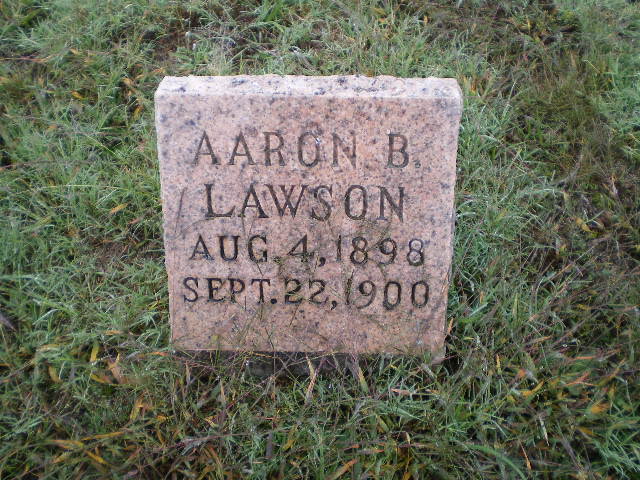 AARON B.
LAWSON
AUG. 4, 1898
SEPT. 22, 1900